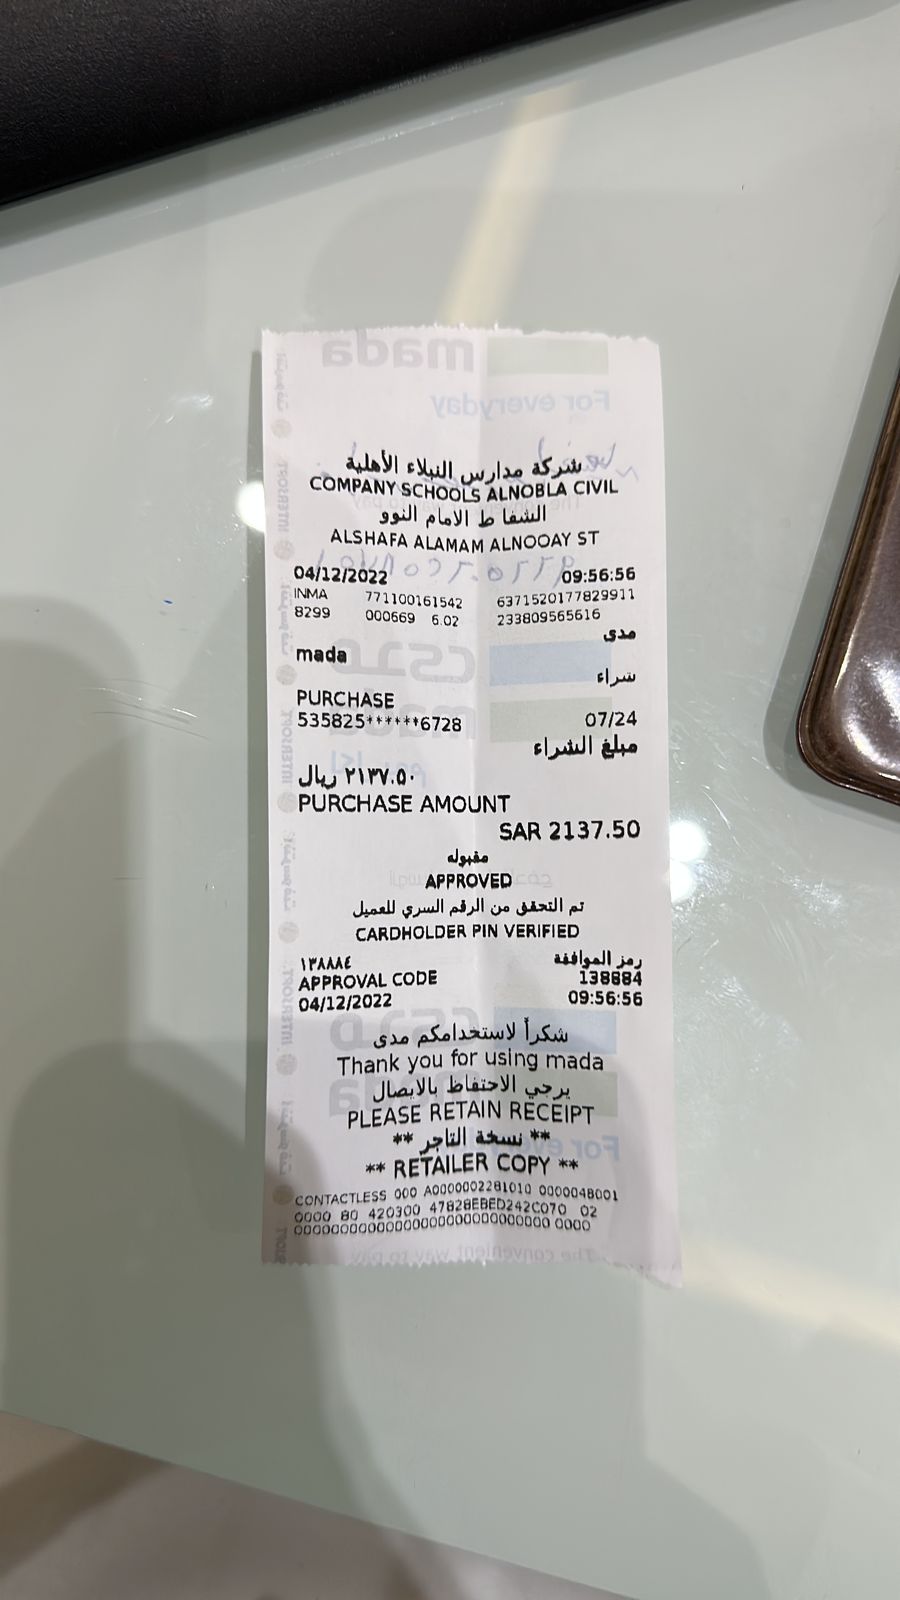 شركة مدارس النبلاء الأهلية
COMPANY SCHOOLS ALNOBLA CIVIL
الشفا ط الامام النوو
ALSHAFA ALAMAM ALNOOAY ST
04/12/2022 09:56:56
INMA 771100161542 6371520177829911
8299 000669 6.02 233809565616
مدى
mada
شراء
PURCHASE
535825******6728 07/24
مبلغ الشراء
٢١٣٧.٥٠ ريال
PURCHASE AMOUNT
SAR 2137.50
مقبوله
APPROVED
تم التحقق من الرقم السري للعميل
CARDHOLDER PIN VERIFIED
رمز الموافقة ١٣٨٨٨٤
APPROVAL CODE 138884
04/12/2022 09:56:56
شكراً لاستخدامكم مدى
Thank you for using mada
يرجي الاحتفاظ بالايصال
PLEASE RETAIN RECEIPT
** نسخة التاجر **
** RETAILER COPY **
CONTACTLESS 000 A0000002281010 0000048001
0000 80 420300 47828EBED242C070 02